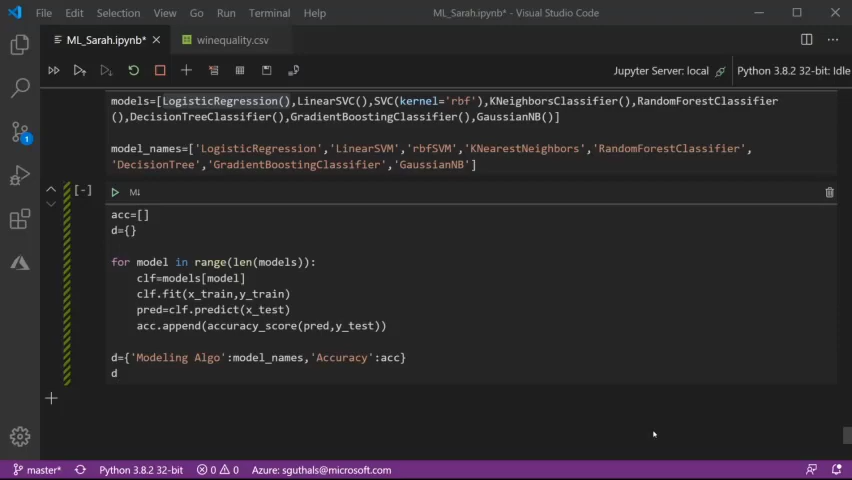 File Edit Selection View Go Run Terminal Help ML_Sarah.ipynb* - Visual Studio Code
ML_Sarah.ipynb* winequality.csv
Jupyter Server: local Python 3.8.2 32-bit: Idle
models=[LogisticRegression(),LinearSVC(),SVC(kernel='rbf'),KNeighborsClassifier(),RandomForestClassifier
(),DecisionTreeClassifier(),GradientBoostingClassifier(),GaussianNB()]
model_names=['LogisticRegression','LinearSVM','rbfSVM','KNearestNeighbors','RandomForestClassifier',
'DecisionTree','GradientBoostingClassifier','GaussianNB']
[-] M↓
acc=[]
d={}
for model in range(len(models)):
clf=models[model]
clf.fit(x_train,y_train)
pred=clf.predict(x_test)
acc.append(accuracy_score(pred,y_test))
d={'Modeling Algo':model_names,'Accuracy':acc}
d
1
master* Python 3.8.2 32-bit 0 0 Azure: sguthals@microsoft.com